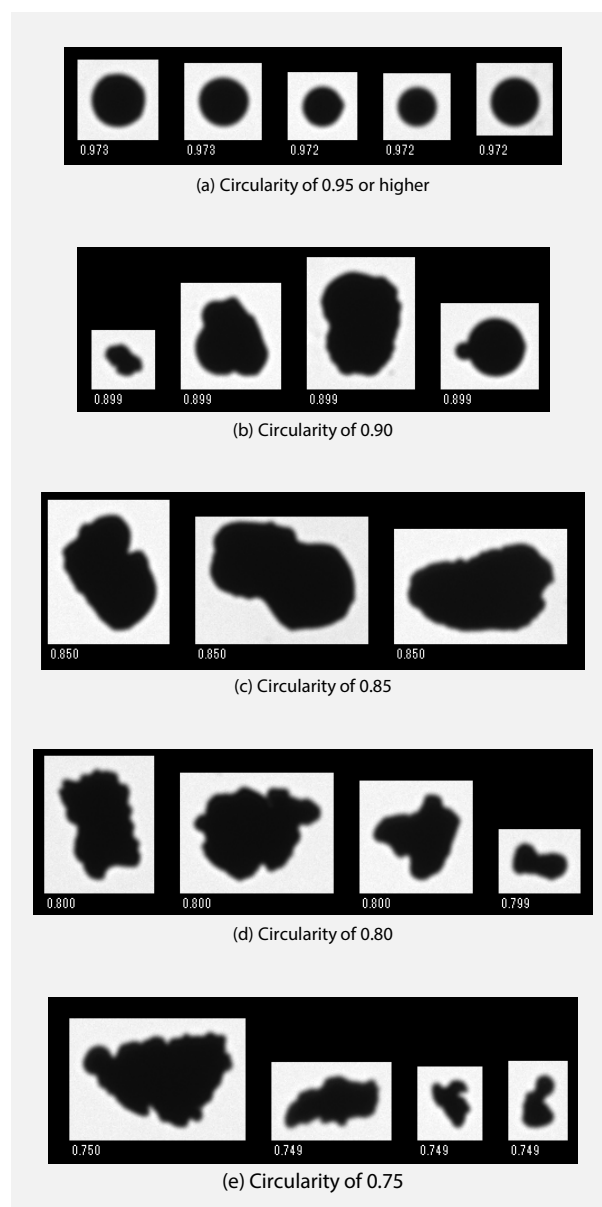 0.973 0.973 0.972 0.972 0.972
(a) Circularity of 0.95 or higher
0.899 0.899 0.899 0.899
(b) Circularity of 0.90
0.850 0.850 0.850
(c) Circularity of 0.85
0.800 0.800 0.800 0.799
(d) Circularity of 0.80
0.750 0.749 0.749 0.749
(e) Circularity of 0.75